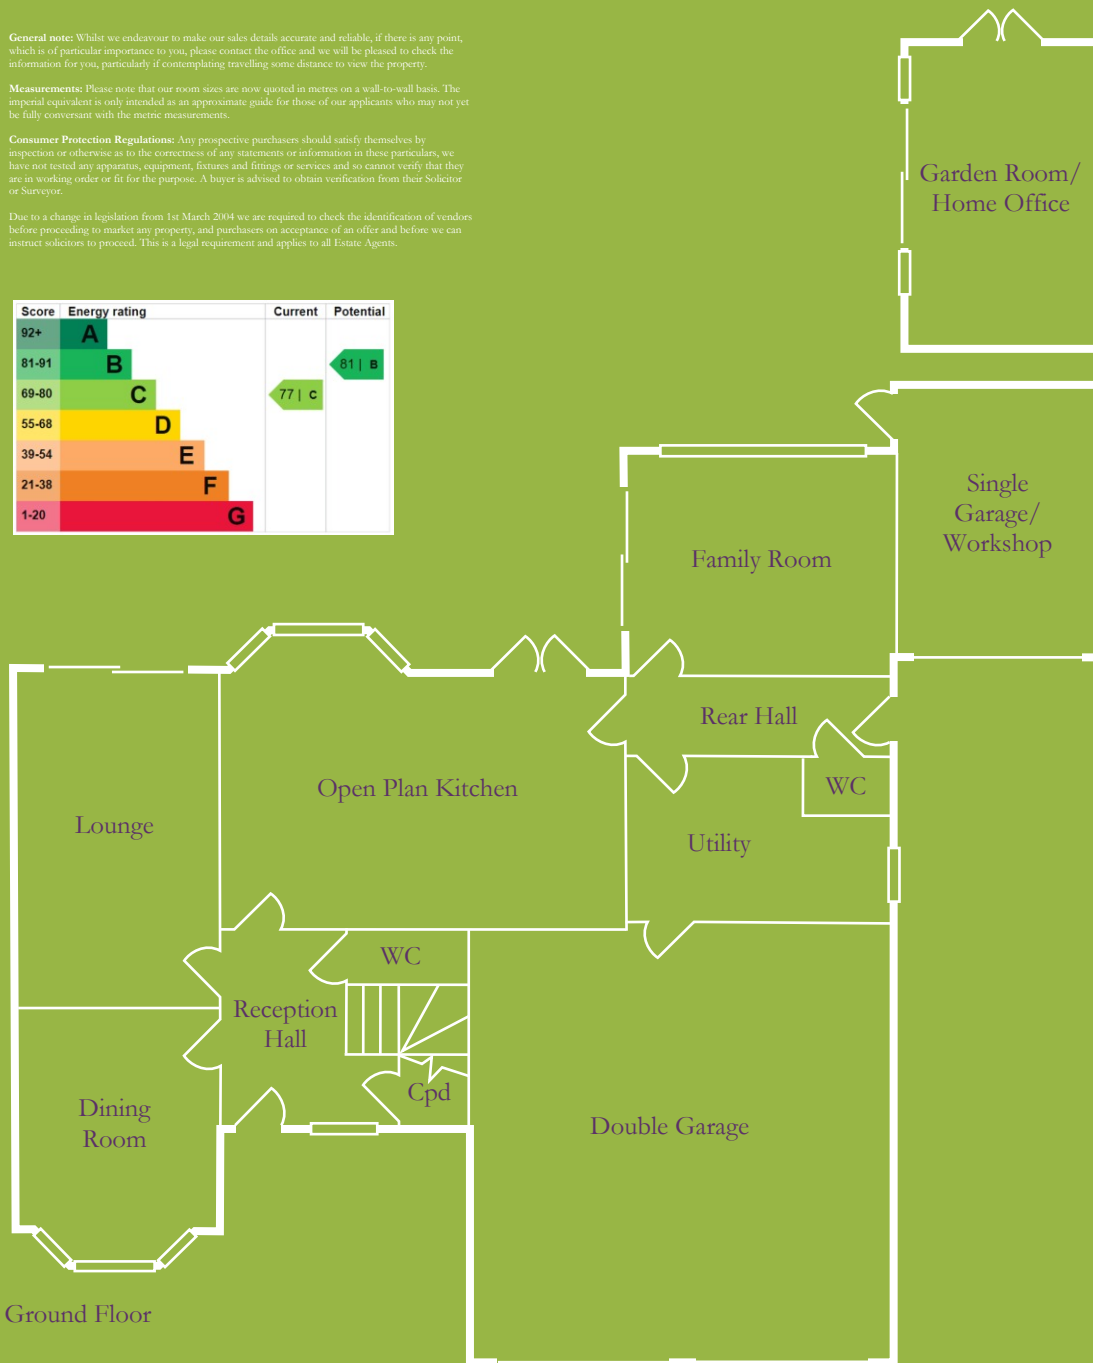 General note: Whilst we endeavour to make our sales details accurate and reliable, if there is any point,
which is of particular importance to you, please contact the office and we will be pleased to check the
information for you, particularly if contemplating travelling some distance to view the property.
Measurements: Please note that our room sizes are now quoted in metres on a wall-to-wall basis. The
imperial equivalent is only intended as an approximate guide for those of our applicants who may not yet
be fully conversant with the metric measurements.
Consumer Protection Regulations: Any prospective purchasers should satisfy themselves by
inspection or otherwise as to the correctness of any statements or information in these particulars, we
have not tested any apparatus, equipment, fixtures and fittings or services and so cannot verify that they
are in working order or fit for the purpose. A buyer is advised to obtain verification from their Solicitor
or Surveyor.
Due to a change in legislation from 1st March 2004 we are required to check the identification of vendors
before proceeding to market any property, and purchasers on acceptance of an offer and before we can
instruct solicitors to proceed. This is a legal requirement and applies to all Estate Agents.
Score Energy rating Current Potential
92+ A
81-91 B 81 | B
69-80 C 77 | C
55-68 D
39-54 E
21-38 F
1-20 G
Garden Room/
Home Office
Single
Garage/
Workshop
Family Room
Rear Hall
WC
Utility
Open Plan Kitchen
Lounge
WC
Reception
Hall
Cpd
Dining
Room
Double Garage
Ground Floor